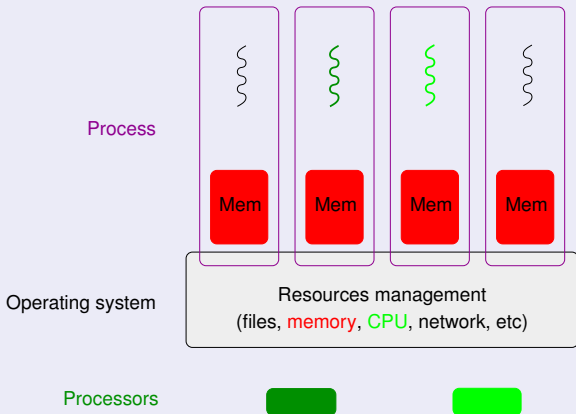 Process
Mem Mem Mem Mem
Operating system
Resources management
(files, memory, CPU, network, etc)
Processors